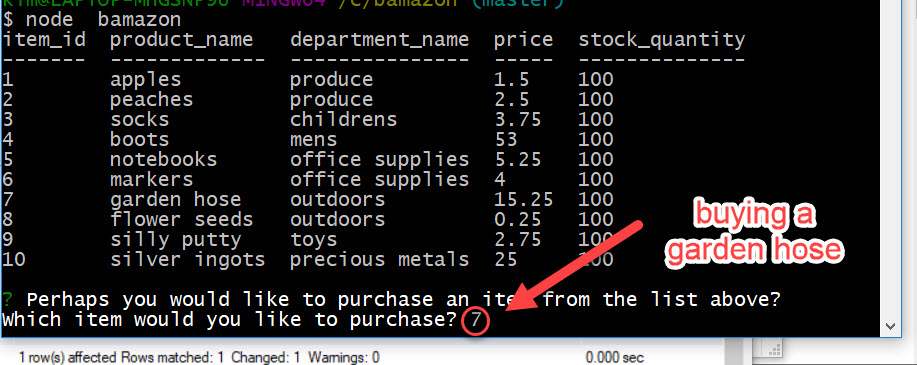 $ node  bamazon
item_id  product_name  department_name  price  stock_quantity
-------  -------------  ---------------  -----  --------------
1        apples         produce          1.5    100
2        peaches        produce          2.5    100
3        socks          childrens        3.75   100
4        boots          mens             53     100
5        notebooks      office supplies  5.25   100
6        markers        office supplies  4      100
7        garden hose    outdoors         15.25  100
8        flower seeds   outdoors         0.25   100
9        silly putty    toys             2.75   100
10       silver ingots  precious metals  25     100
buying a
garden hose
? Perhaps you would like to purchase an item from the list above?
Which item would you like to purchase? 7
1 row(s) affected Rows matched: 1  Changed: 1  Warnings: 0    0.000 sec